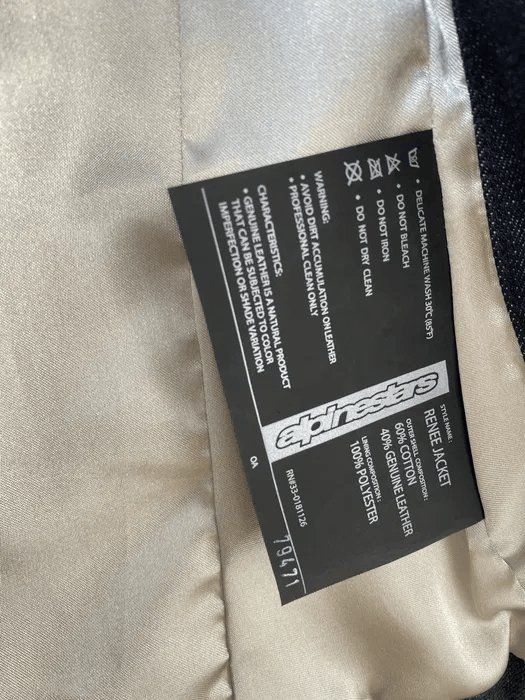 STYLE NAME:
RENEE JACKET
OUTER SHELL COMPOSITION:
60% COTTON
40% GENUINE LEATHER
LINING COMPOSITION:
100% POLYESTER
RN#33-01B1126
79471
alpinestars
OA
• DELICATE MACHINE WASH 30°C (85°F)
• DO NOT BLEACH
• DO NOT IRON
• DO NOT DRY CLEAN
WARNING:
• AVOID DIRT ACCUMULATION ON LEATHER
• PROFESSIONAL CLEAN ONLY
CHARACTERISTICS:
• GENUINE LEATHER IS A NATURAL PRODUCT
THAT CAN BE SUBJECTED TO COLOR
IMPERFECTION OR SHADE VARIATION